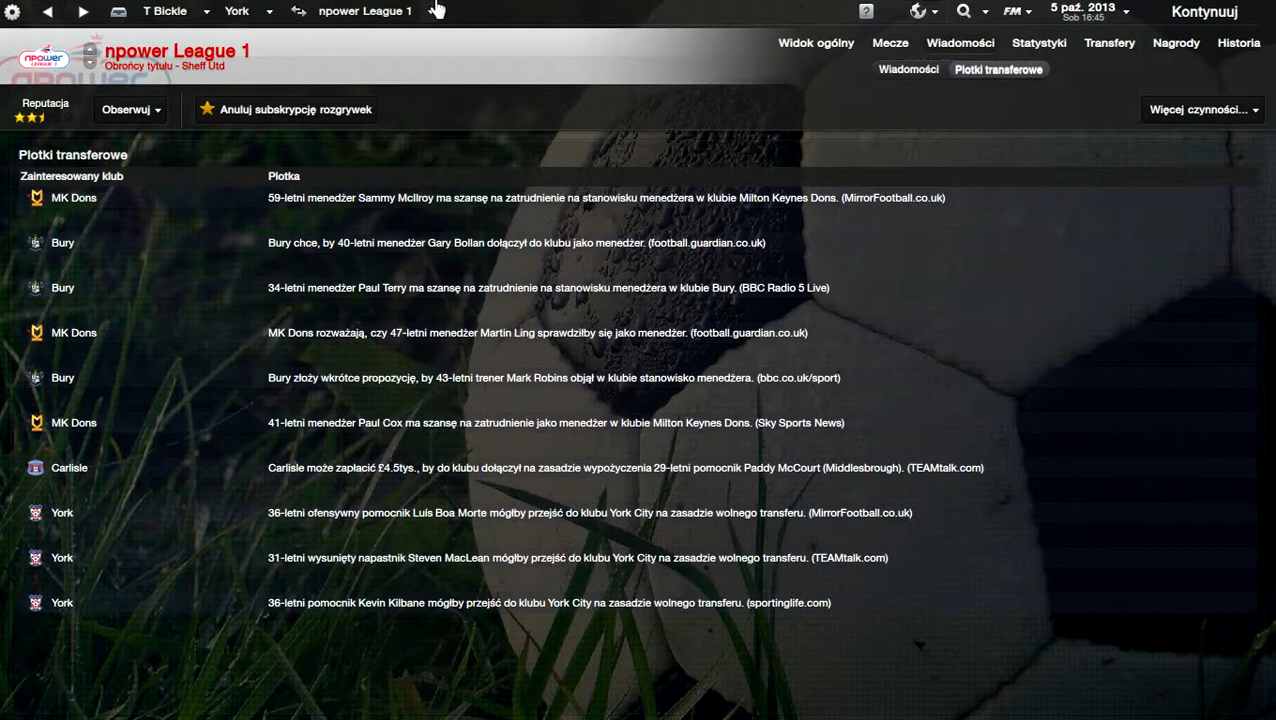 T Bickle York npower League 1 ? FM 5 paź. 2013 Kontynuuj
Sob 16:45
npower LEAGUE 1
npower League 1
Obrońcy tytułu - Sheff Utd
Widok ogólny Mecze Wiadomości Statystyki Transfery Nagrody Historia
Wiadomości Plotki transferowe
Reputacja
Obserwuj Anuluj subskrypcję rozgrywek Więcej czynności...
Plotki transferowe
Zainteresowany klub Plotka
MK Dons 59-letni menedżer Sammy McIlroy ma szansę na zatrudnienie na stanowisku menedżera w klubie Milton Keynes Dons. (MirrorFootball.co.uk)
Bury Bury chce, by 40-letni menedżer Gary Bollan dołączył do klubu jako menedżer. (football.guardian.co.uk)
Bury 34-letni menedżer Paul Terry ma szansę na zatrudnienie na stanowisku menedżera w klubie Bury. (BBC Radio 5 Live)
MK Dons MK Dons rozważają, czy 47-letni menedżer Martin Ling sprawdziłby się jako menedżer. (football.guardian.co.uk)
Bury Bury złoży wkrótce propozycję, by 43-letni trener Mark Robins objął w klubie stanowisko menedżera. (bbc.co.uk/sport)
MK Dons 41-letni menedżer Paul Cox ma szansę na zatrudnienie jako menedżer w klubie Milton Keynes Dons. (Sky Sports News)
Carlisle Carlisle może zapłacić £4.5tys., by do klubu dołączył na zasadzie wypożyczenia 29-letni pomocnik Paddy McCourt (Middlesbrough). (TEAMtalk.com)
York 36-letni ofensywny pomocnik Luís Boa Morte mógłby przejść do klubu York City na zasadzie wolnego transferu. (MirrorFootball.co.uk)
York 31-letni wysunięty napastnik Steven MacLean mógłby przejść do klubu York City na zasadzie wolnego transferu. (TEAMtalk.com)
York 36-letni pomocnik Kevin Kilbane mógłby przejść do klubu York City na zasadzie wolnego transferu. (sportinglife.com)